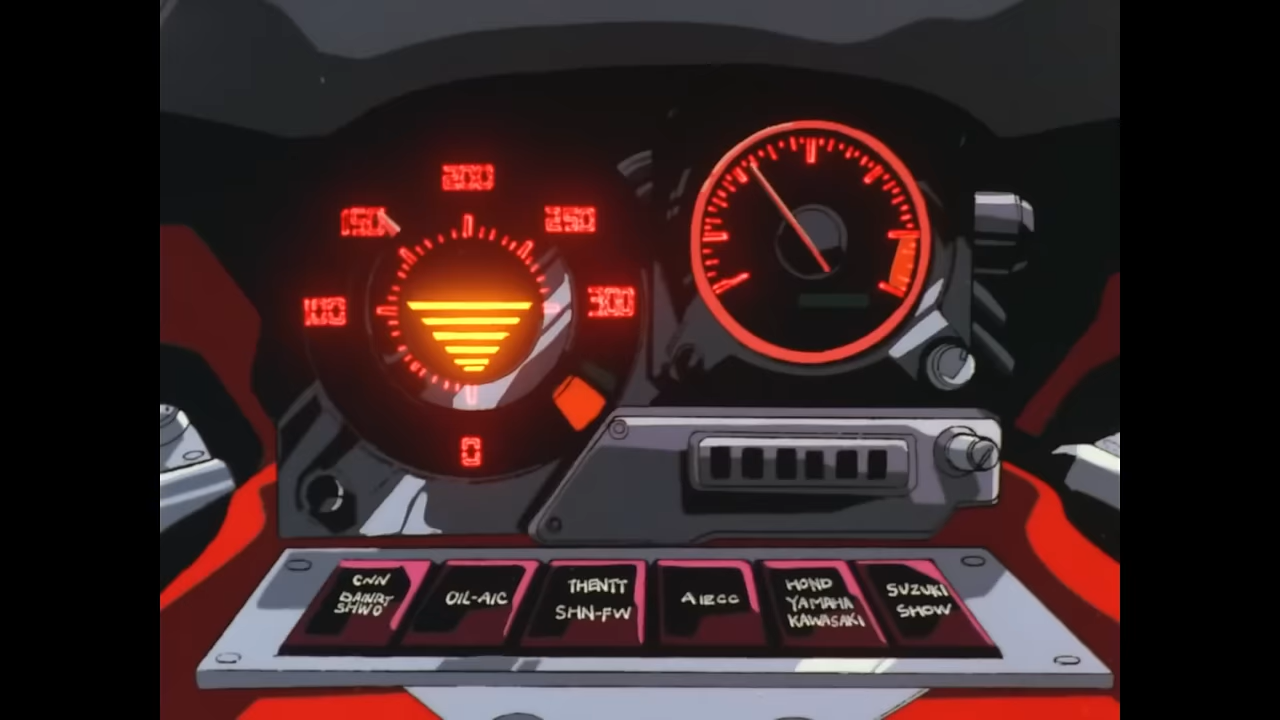 200
150
250
100
300
0
CNN
DAINDY
SHWO
OIL-AIC
THENTT
SHN-FW
AIRCC
HOND
YAMAHA
KAWASAKI
SUZUKI
SHOW